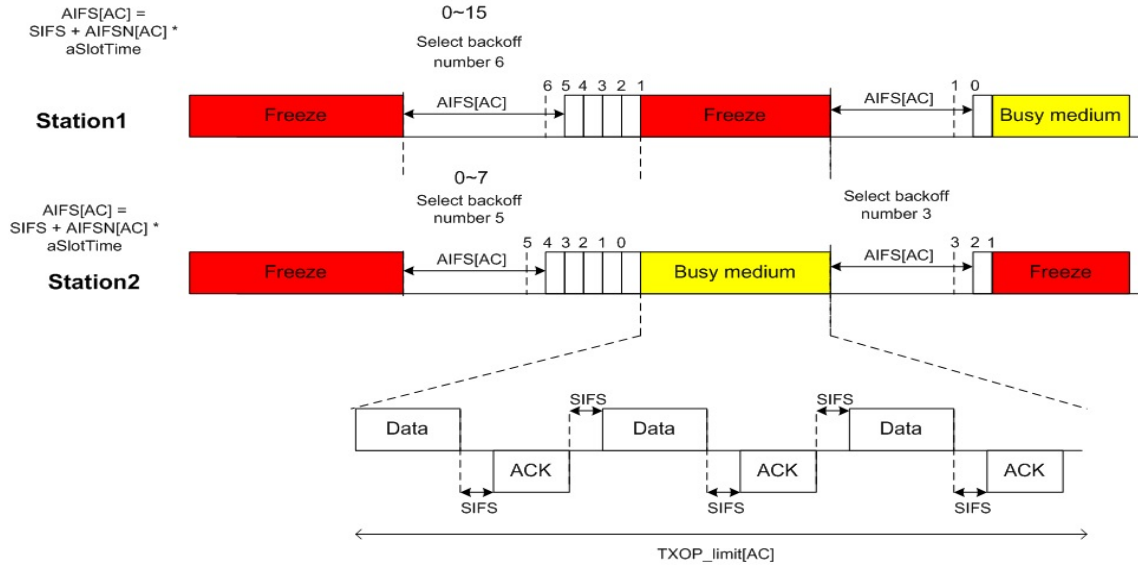 AIFS[AC] =
SIFS + AIFSN[AC] *
aSlotTime
0~15
Select backoff
number 6
Station1
Freeze
AIFS[AC]
6 5 4 3 2 1
Freeze
AIFS[AC]
1 0
Busy medium
AIFS[AC] =
SIFS + AIFSN[AC] *
aSlotTime
0~7
Select backoff
number 5
Select backoff
number 3
Station2
Freeze
AIFS[AC]
5 4 3 2 1 0
Busy medium
AIFS[AC]
3 2 1
Freeze
SIFS
SIFS
Data
Data
Data
ACK
ACK
ACK
SIFS
SIFS
SIFS
TXOP_limit[AC]